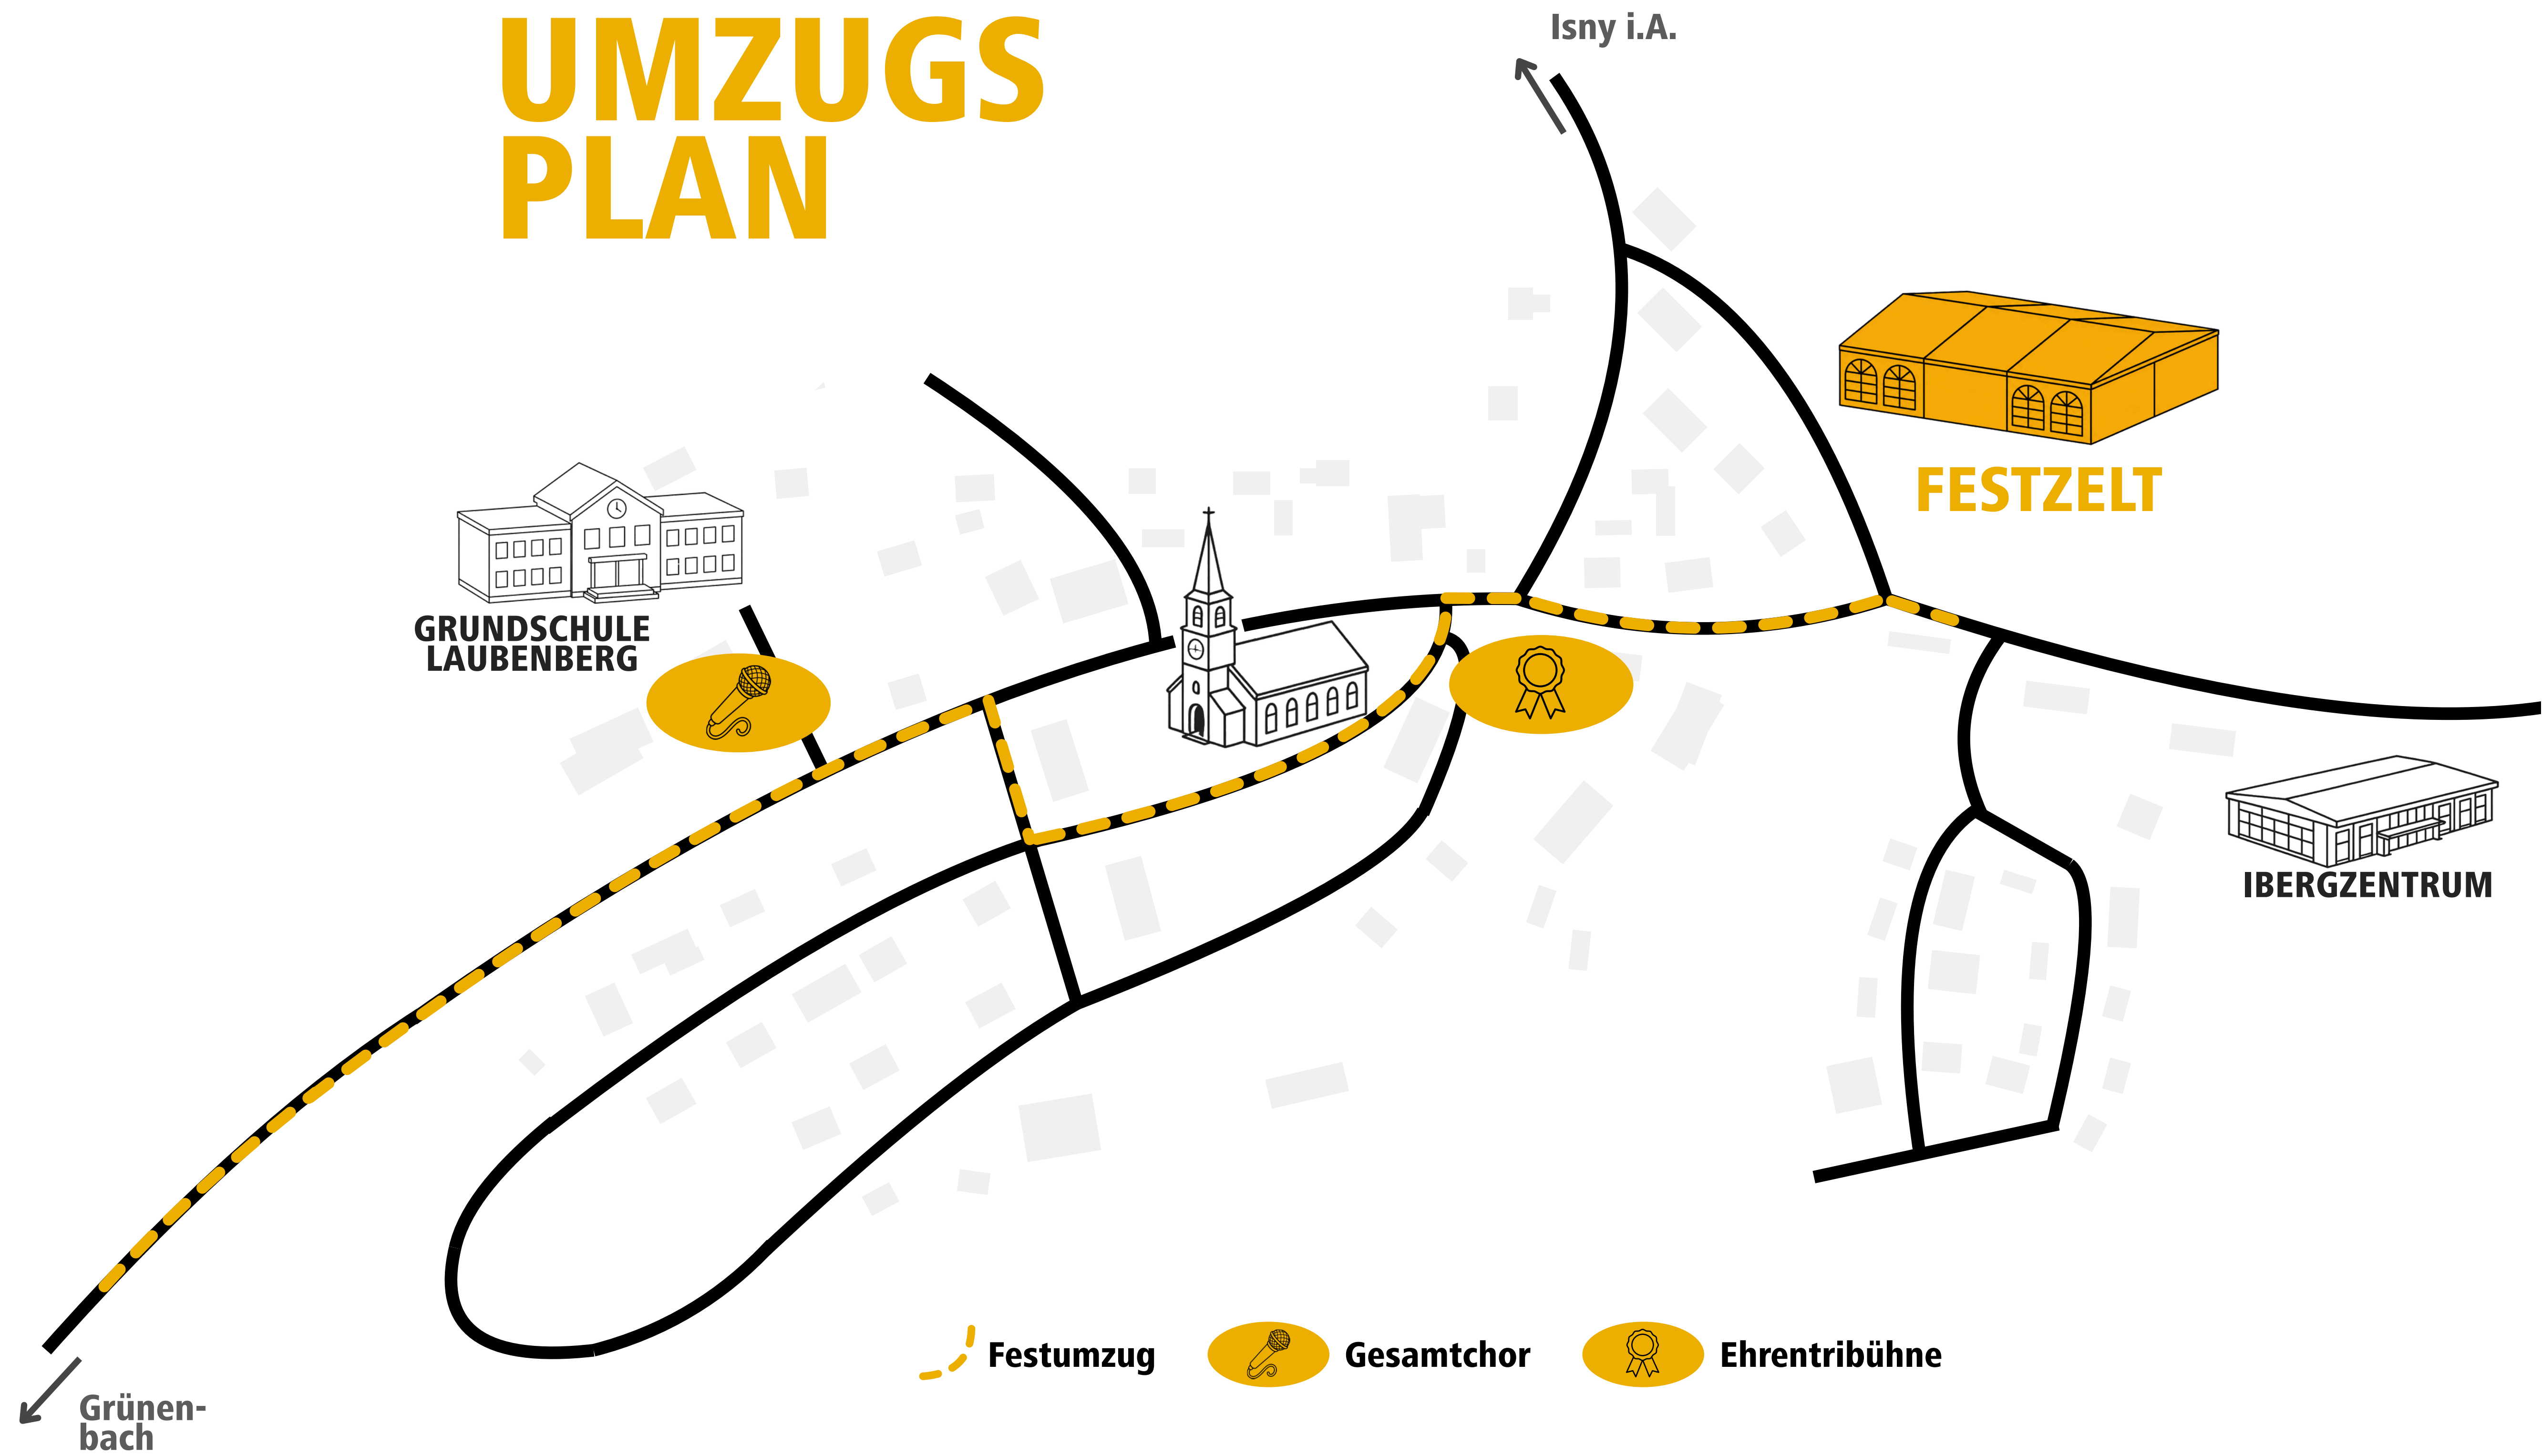 UMZUGS
PLAN
Isny i.A.
FESTZELT
GRUNDSCHULE
LAUBENBERG
IBERGZENTRUM
Festumzug
Gesamtchor
Ehrentribühne
Grünen-
bach